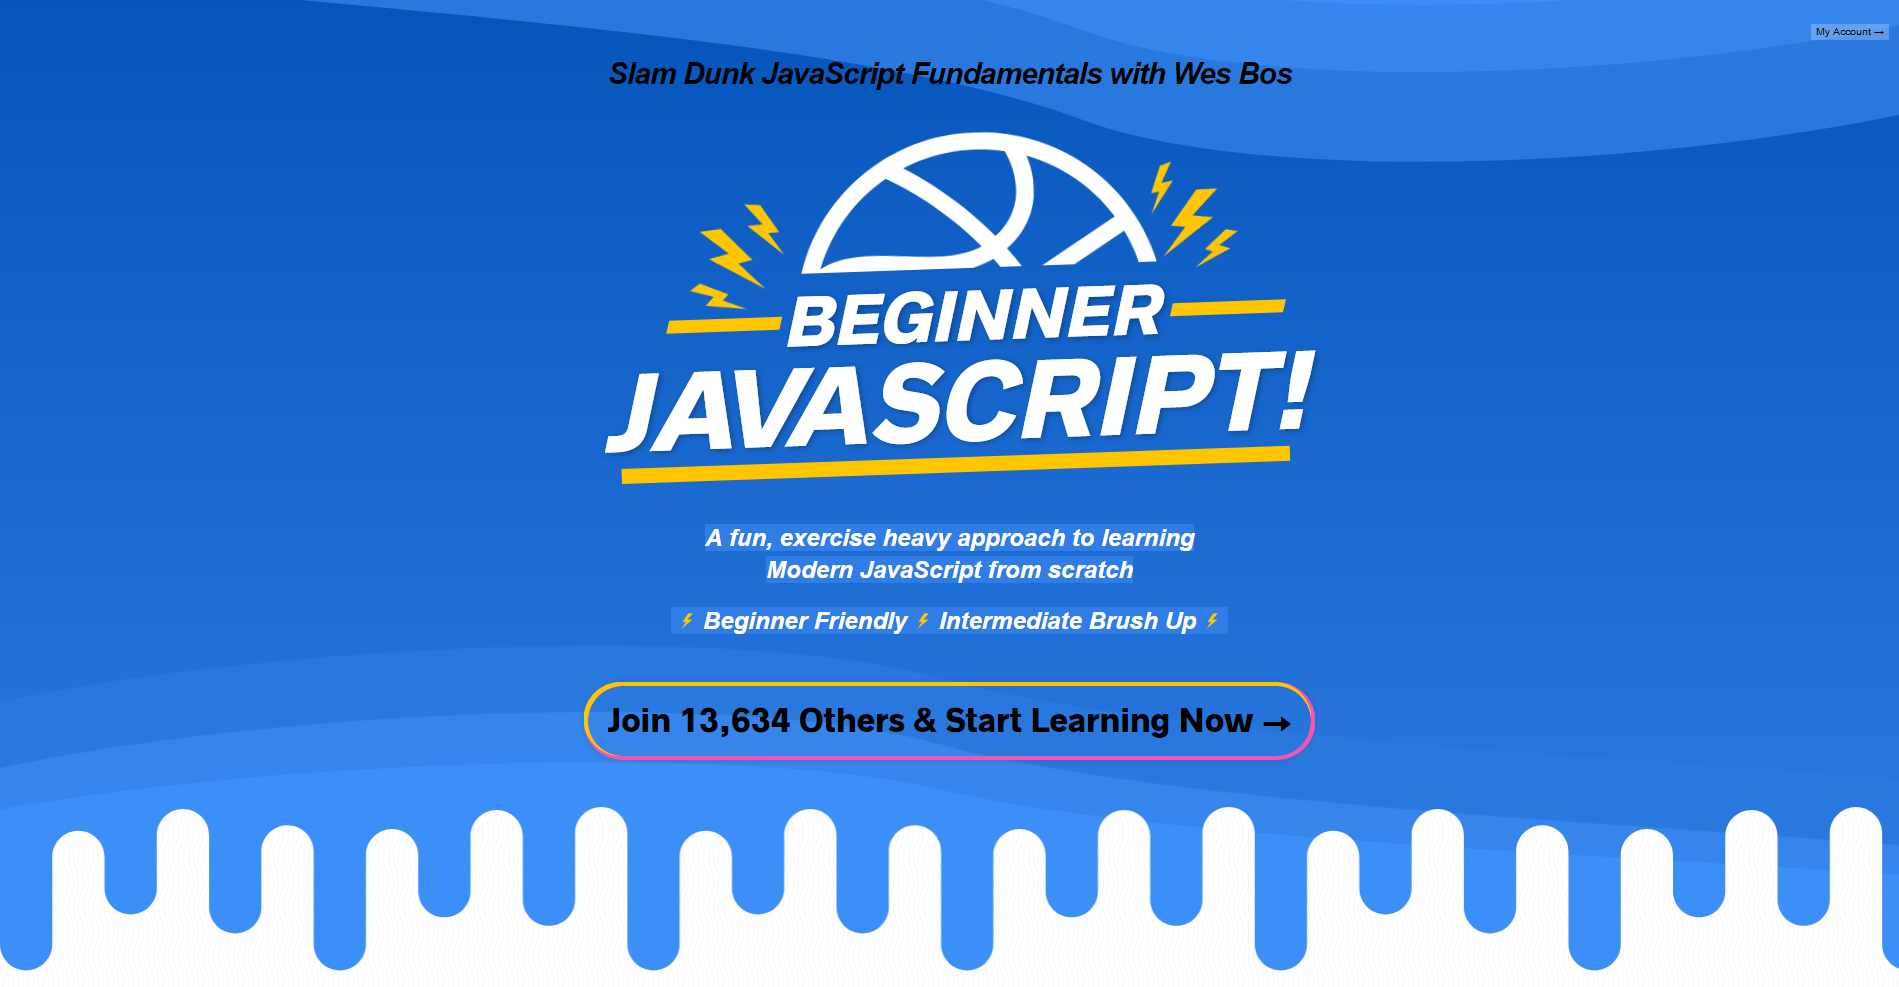 My Account →
Slam Dunk JavaScript Fundamentals with Wes Bos
BEGINNER
JAVASCRIPT!
A fun, exercise heavy approach to learning
Modern JavaScript from scratch
Beginner Friendly ⚡ Intermediate Brush Up
Join 13,634 Others & Start Learning Now →